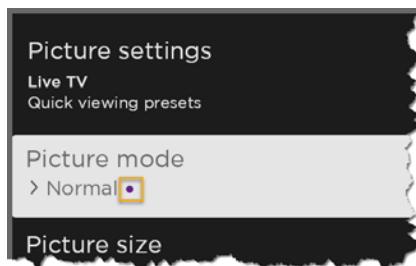 Picture settings
Live TV
Quick viewing presets
Picture mode
> Normal •
Picture size